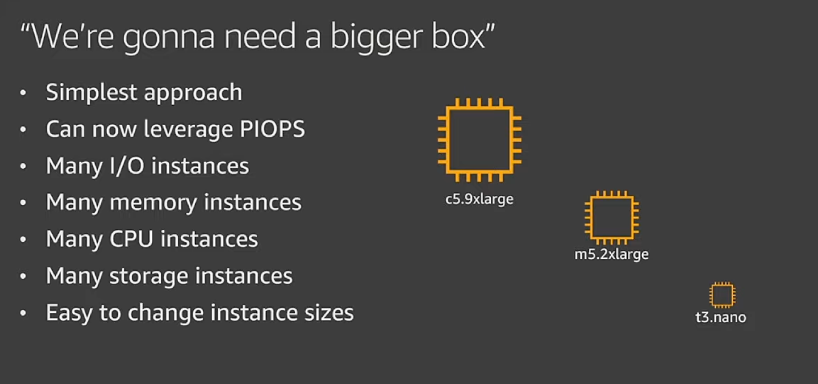 “We’re gonna need a bigger box”
• Simplest approach
• Can now leverage PIOPS
• Many I/O instances
• Many memory instances
• Many CPU instances
• Many storage instances
• Easy to change instance sizes
c5.9xlarge
m5.2xlarge
t3.nano